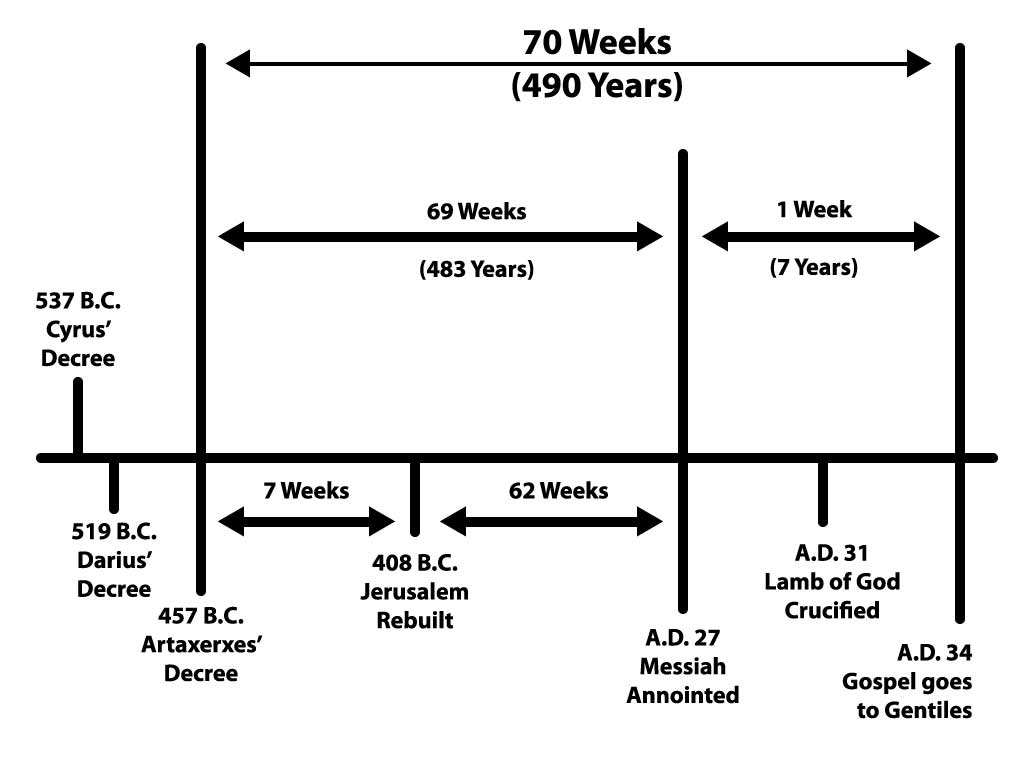 70 Weeks
(490 Years)
69 Weeks
(483 Years)
1 Week
(7 Years)
537 B.C.
Cyrus’
Decree
7 Weeks
62 Weeks
519 B.C.
Darius’
Decree
457 B.C.
Artaxerxes’
Decree
408 B.C.
Jerusalem
Rebuilt
A.D. 27
Messiah
Annointed
A.D. 31
Lamb of God
Crucified
A.D. 34
Gospel goes
to Gentiles